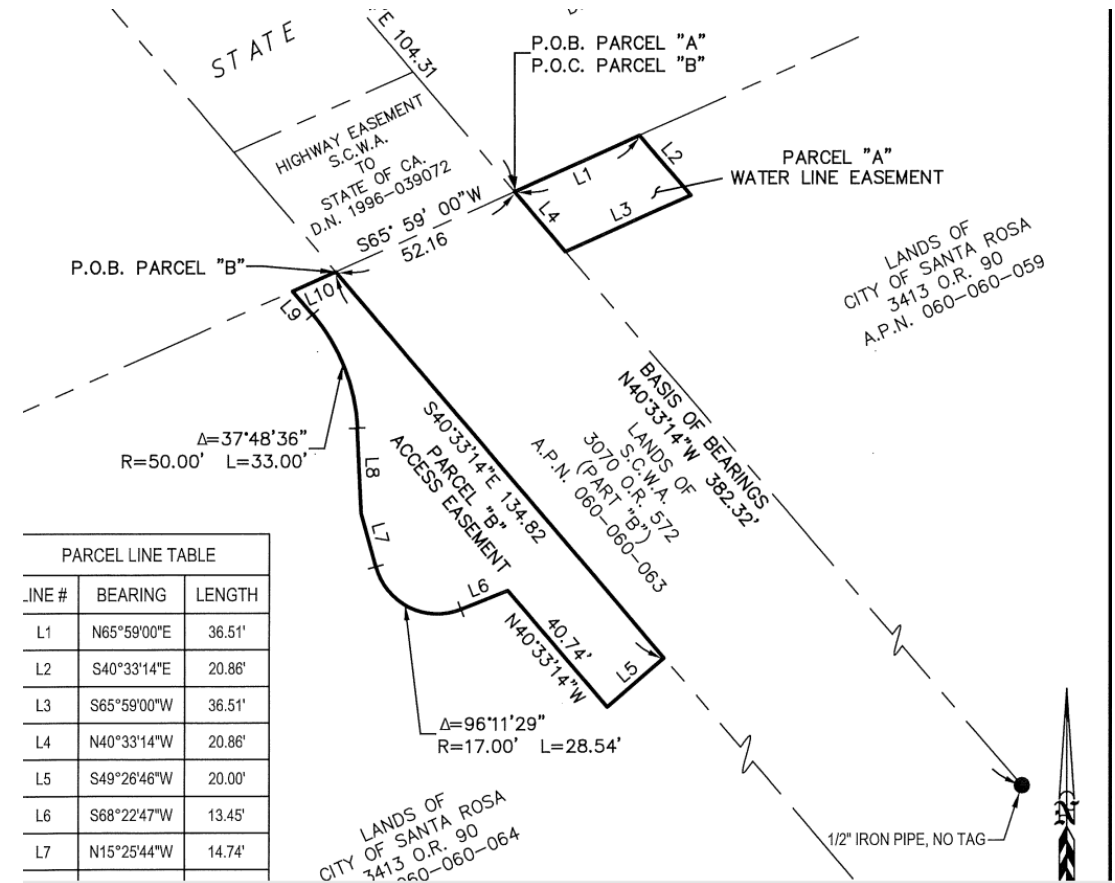 STATE
E 104.31
P.O.B. PARCEL "A"
P.O.C. PARCEL "B"
HIGHWAY EASEMENT
S.C.W.A.
TO
STATE OF CA.
D.N. 1996-039072
S65° 59' 00"W
52.16
L1
L2
L3
L4
PARCEL "A"
WATER LINE EASEMENT
LANDS OF
CITY OF SANTA ROSA
3413 O.R. 90
A.P.N. 060-060-059
P.O.B. PARCEL "B"
L10
L9
Δ=37°48'36"
R=50.00' L=33.00'
L8
L7
L6
L5
S40°33'14"E 134.82
PARCEL "B"
ACCESS EASEMENT
BASIS OF BEARINGS
N40°33'14"W 382.32'
LANDS OF
S.C.W.A.
3070 O.R. 572
(PART "B")
A.P.N. 060-060-063
40.74'
N40°33'14"W
Δ=96°11'29"
R=17.00' L=28.54'
PARCEL LINE TABLE
LINE # BEARING LENGTH
L1 N65°59'00"E 36.51'
L2 S40°33'14"E 20.86'
L3 S65°59'00"W 36.51'
L4 N40°33'14"W 20.86'
L5 S49°26'46"W 20.00'
L6 S68°22'47"W 13.45'
L7 N15°25'44"W 14.74'
LANDS OF
CITY OF SANTA ROSA
3413 O.R. 90
060-060-064
1/2" IRON PIPE, NO TAG
N